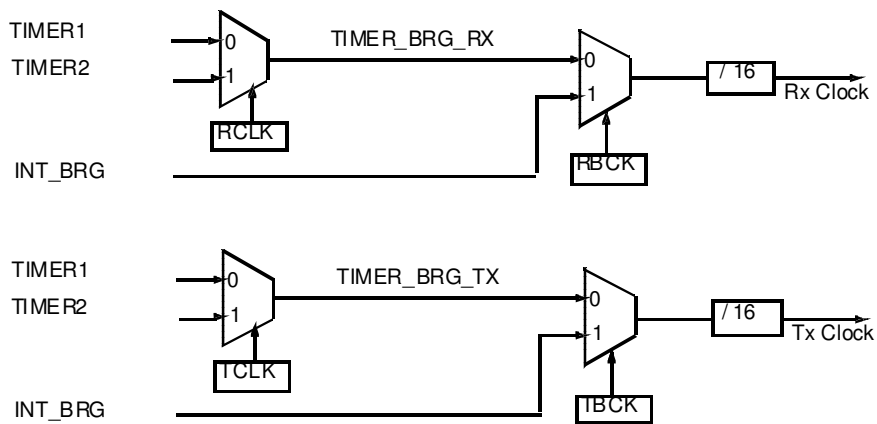 TIMER1
0
TIMER_BRG_RX
TIMER2
1
0
/ 16
1
Rx Clock
RCLK
INT_BRG
RBCK
TIMER1
0
TIMER_BRG_TX
TIMER2
1
0
/ 16
1
Tx Clock
TCLK
INT_BRG
TBCK